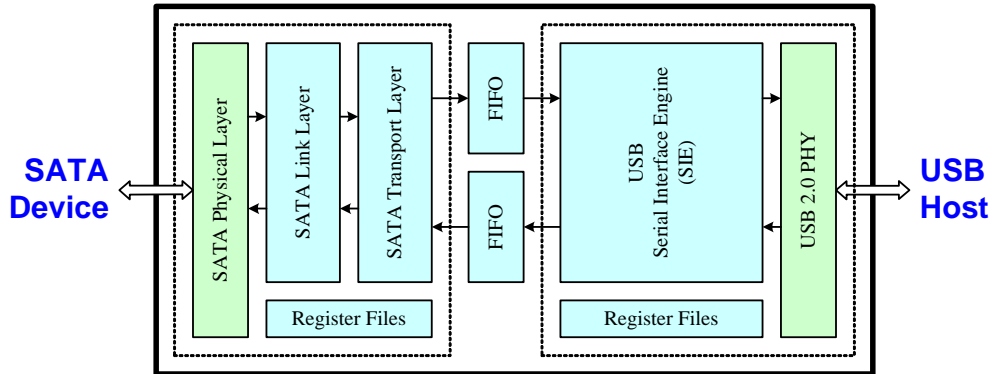 SATA
Device
SATA Physical Layer
SATA Link Layer
SATA Transport Layer
Register Files
FIFO
FIFO
USB
Serial Interface Engine
(SIE)
Register Files
USB 2.0 PHY
USB
Host